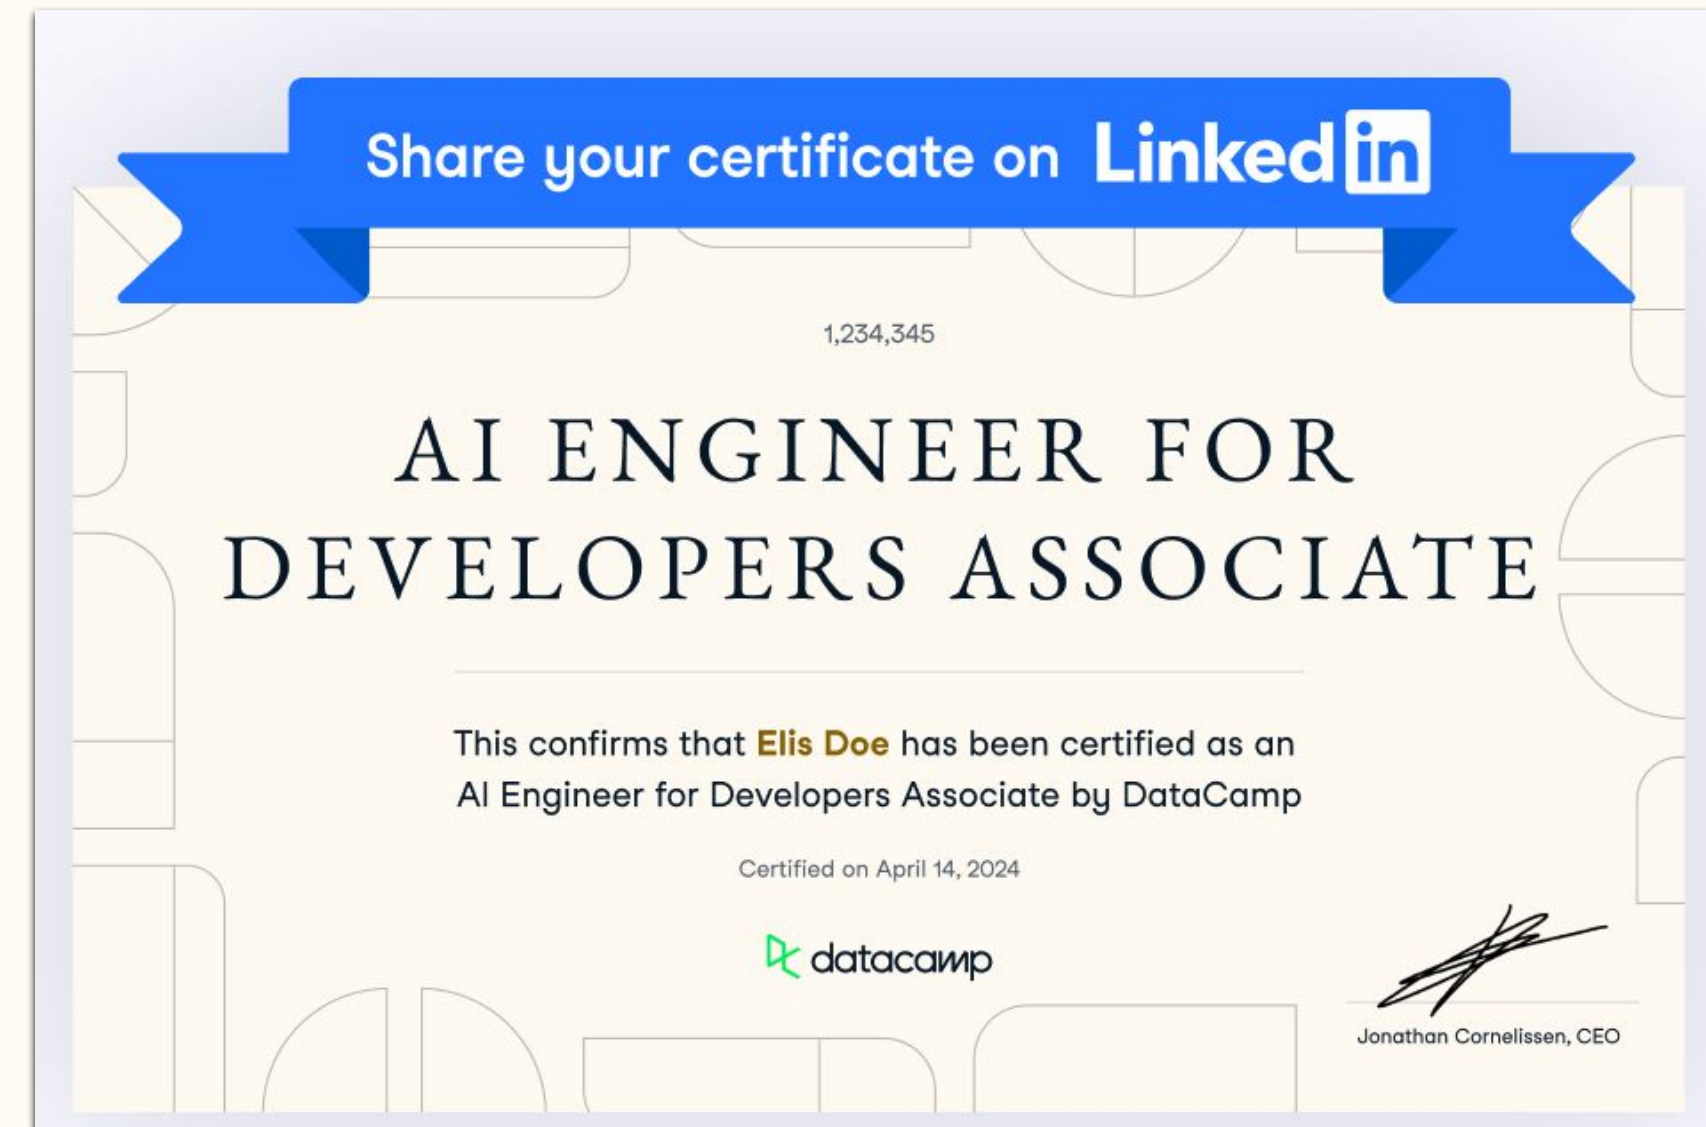 Share your certificate on LinkedIn
1,234,345
AI ENGINEER FOR
DEVELOPERS ASSOCIATE
This confirms that Elis Doe has been certified as an
AI Engineer for Developers Associate by DataCamp
Certified on April 14, 2024
datacamp
Jonathan Cornelissen, CEO